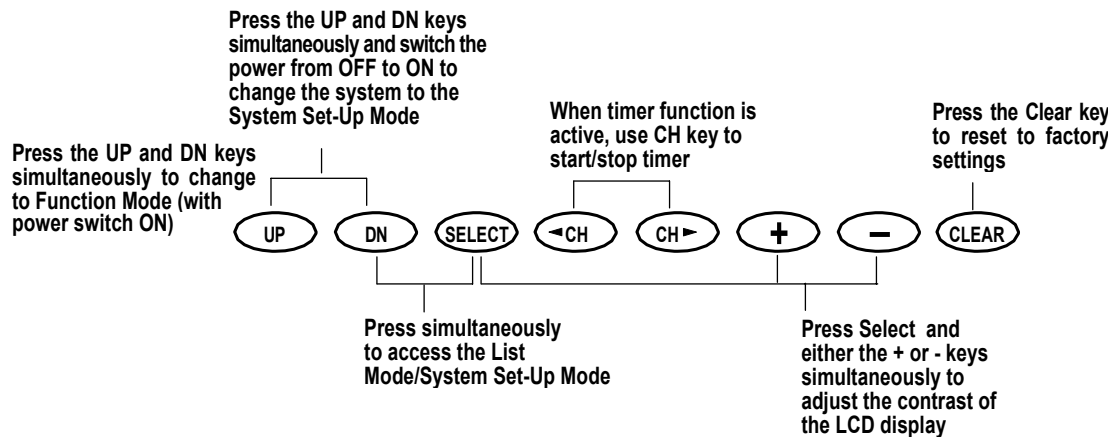 Press the UP and DN keys
simultaneously and switch the
power from OFF to ON to
change the system to the
System Set-Up Mode
When timer function is
active, use CH key to
start/stop timer
Press the Clear key
to reset to factory
settings
Press the UP and DN keys
simultaneously to change
to Function Mode (with
power switch ON)
UP DN SELECT ◄CH CH► + − CLEAR
Press simultaneously
to access the List
Mode/System Set-Up Mode
Press Select and
either the + or - keys
simultaneously to
adjust the contrast of
the LCD display